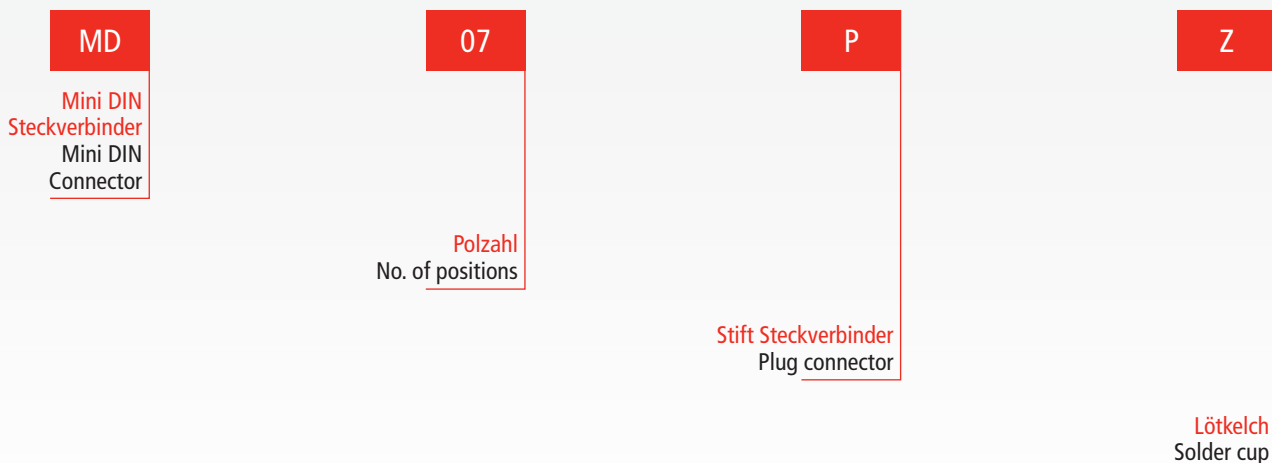 MD
07
P
Z
Mini DIN
Steckverbinder
Mini DIN
Connector
Polzahl
No. of positions
Stift Steckverbinder
Plug connector
Lötkelch
Solder cup